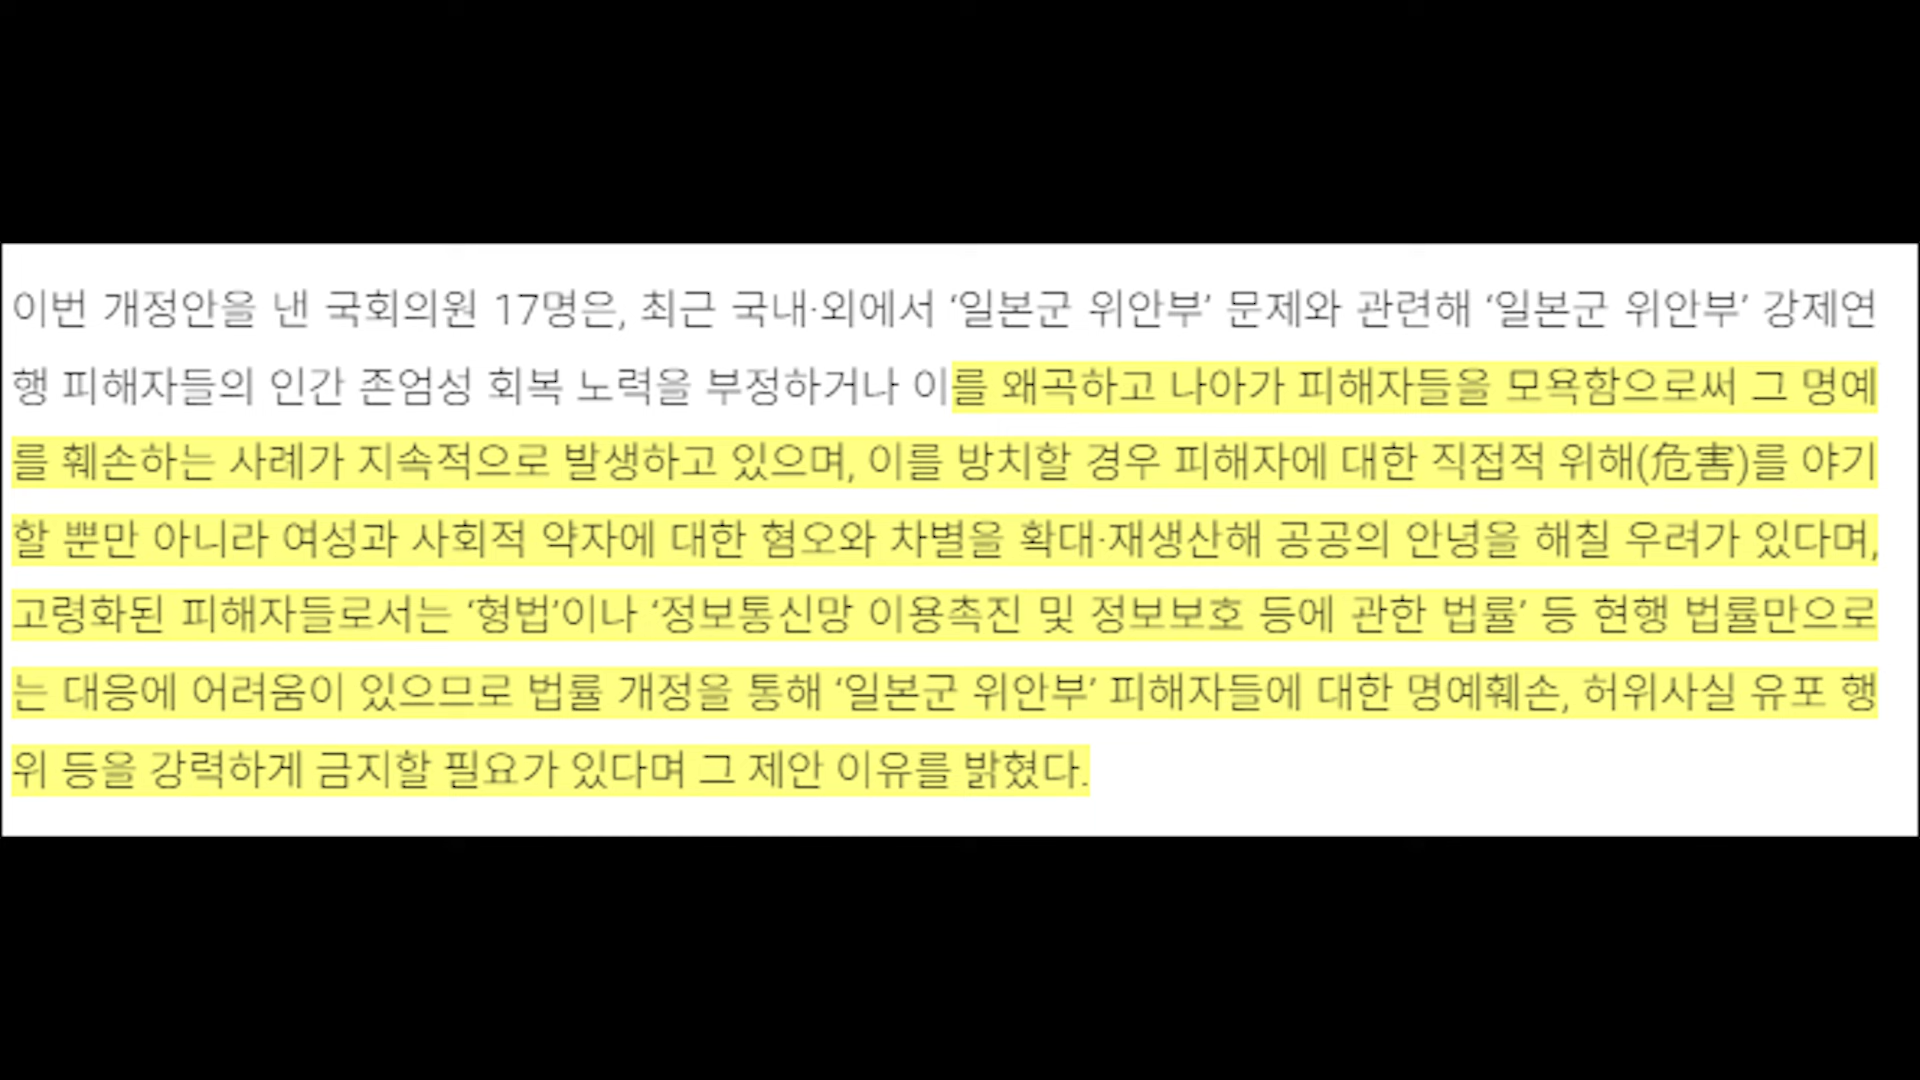 이번 개정안을 낸 국회의원 17명은, 최근 국내·외에서 ‘일본군 위안부’ 문제와 관련해 ‘일본군 위안부’ 강제연
행 피해자들의 인간 존엄성 회복 노력을 부정하거나 이를 왜곡하고 나아가 피해자들을 모욕함으로써 그 명예
를 훼손하는 사례가 지속적으로 발생하고 있으며, 이를 방치할 경우 피해자에 대한 직접적 위해(危害)를 야기
할 뿐만 아니라 여성과 사회적 약자에 대한 혐오와 차별을 확대·재생산해 공공의 안녕을 해칠 우려가 있다며,
고령화된 피해자들로서는 ‘형법’이나 ‘정보통신망 이용촉진 및 정보보호 등에 관한 법률’ 등 현행 법률만으로
는 대응에 어려움이 있으므로 법률 개정을 통해 ‘일본군 위안부’ 피해자들에 대한 명예훼손, 허위사실 유포 행
위 등을 강력하게 금지할 필요가 있다며 그 제안 이유를 밝혔다.